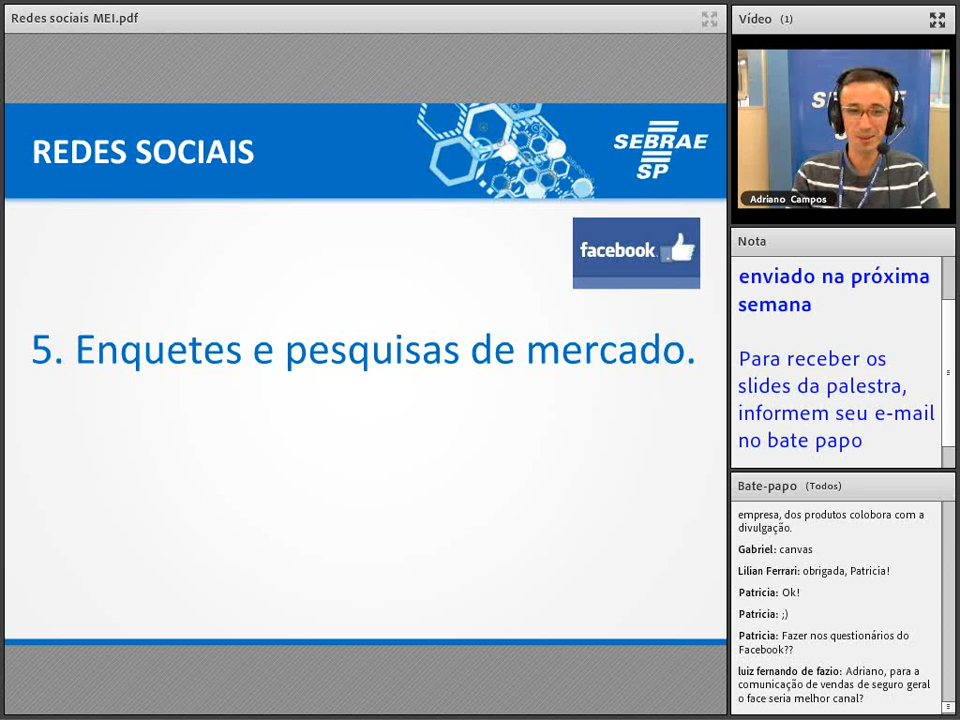 Redes sociais MEI.pdf
REDES SOCIAIS
SEBRAE
SP
facebook
5. Enquetes e pesquisas de mercado.
Vídeo (1)
Adriano Campos
Nota
enviado na próxima
semana
Para receber os
slides da palestra,
informem seu e-mail
no bate papo
Bate-papo (Todos)
empresa, dos produtos colobora com a
divulgação.
Gabriel: canvas
Lilian Ferrari: obrigada, Patricia!
Patricia: Ok!
Patricia: ;)
Patricia: Fazer nos questionários do
Facebook??
luiz fernando de fazio: Adriano, para a
comunicação de vendas de seguro geral
o face seria melhor canal?